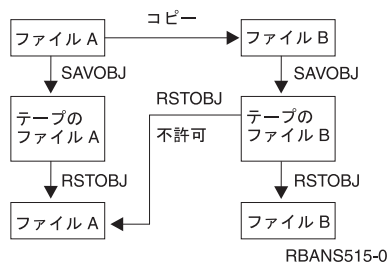 コピー
ファイル A
ファイル B
SAVOBJ
SAVOBJ
RSTOBJ
テープの
ファイル A
不許可
テープの
ファイル B
RSTOBJ
RSTOBJ
ファイル A
ファイル B
RBANS515-0